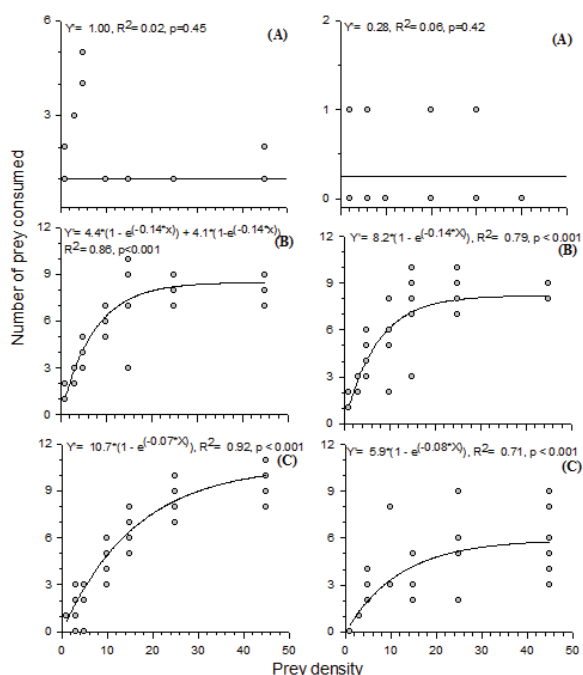 Y'= 1.00, R²= 0.02, p=0.45 (A)
Y'= 0.28, R²= 0.06, p=0.42 (A)
6
3
2
1
0
Number of prey consumed
Y'= 4.4*(1 - e(-0.14*x)) + 4.1*(1-e(-0.14*x))
R²= 0.86, p<0.001 (B)
12
9
6
3
0
Y'= 8.2*(1 - e(-0.14*X)), R²= 0.79, p < 0.001
(B)
12
9
6
3
0
Y'= 10.7*(1 - e(-0.07*X)), R²= 0.92, p < 0.001
(C)
12
9
6
3
0
0 10 20 30 40 50
Y'= 5.9*(1 - e(-0.08*X)), R²= 0.71, p < 0.001
(C)
12
9
6
3
0
0 10 20 30 40 50
Prey density